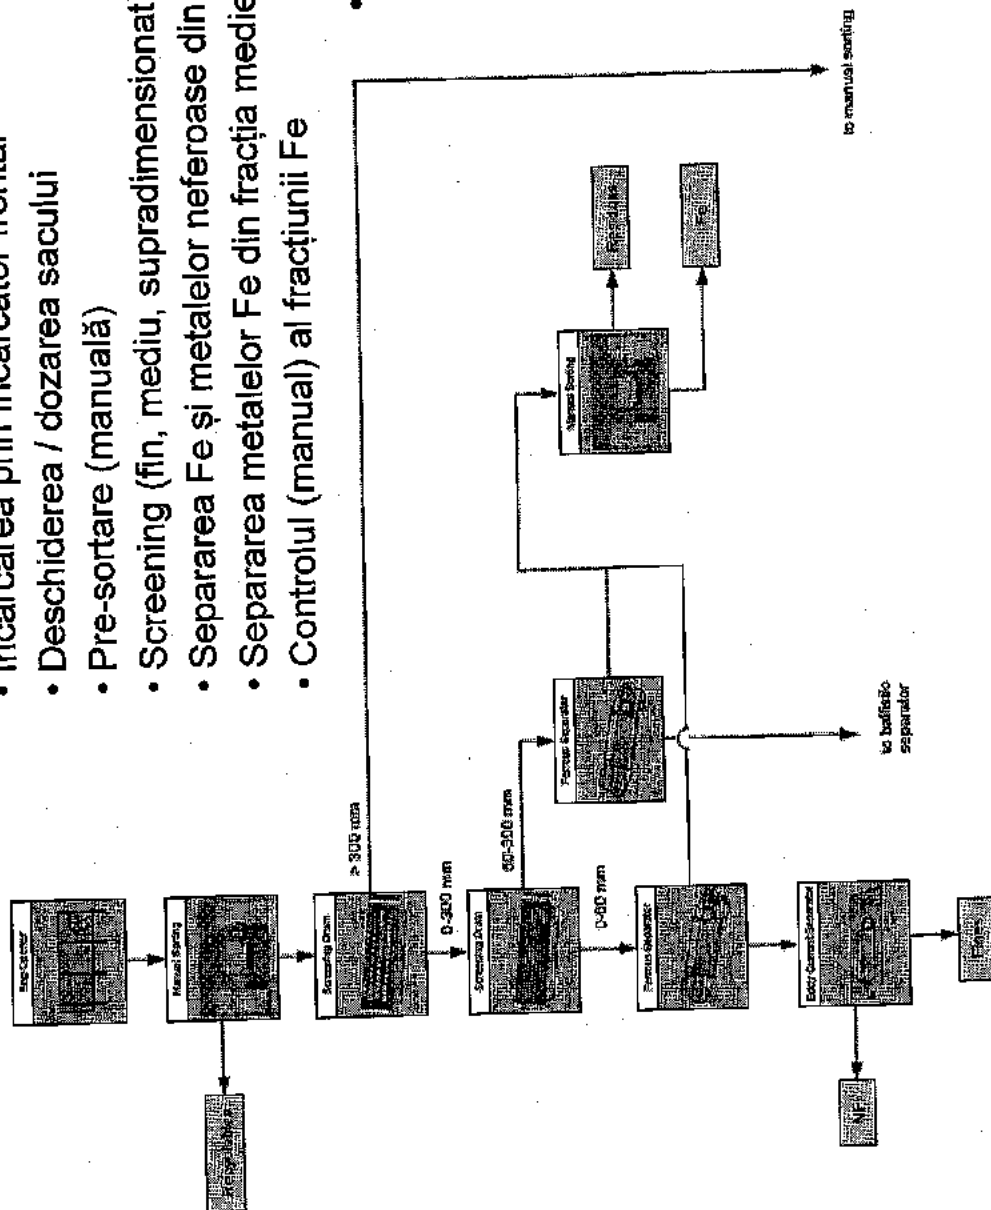 • Încărcarea prin încărcător frontal
• Deschiderea / dozarea sacului
• Pre-sortare (manuală)
• Screening (fin, mediu, supradimensionat
• Separarea Fe și metalelor neferoase din
• Separarea metalelor Fe din fracția medie
• Controlul (manual) al fracțiunii Fe
•
Manual Sorting
Screening Drum
> 300 mm
0-300 mm
Screening Drum
60-300 mm
0-60 mm
Ferrous Separator
Ferrous Separator
Eddy Current Separator
NF
Fines
Manual Sorting
Residue
Fe
to ballistic
separator
to manual sorting